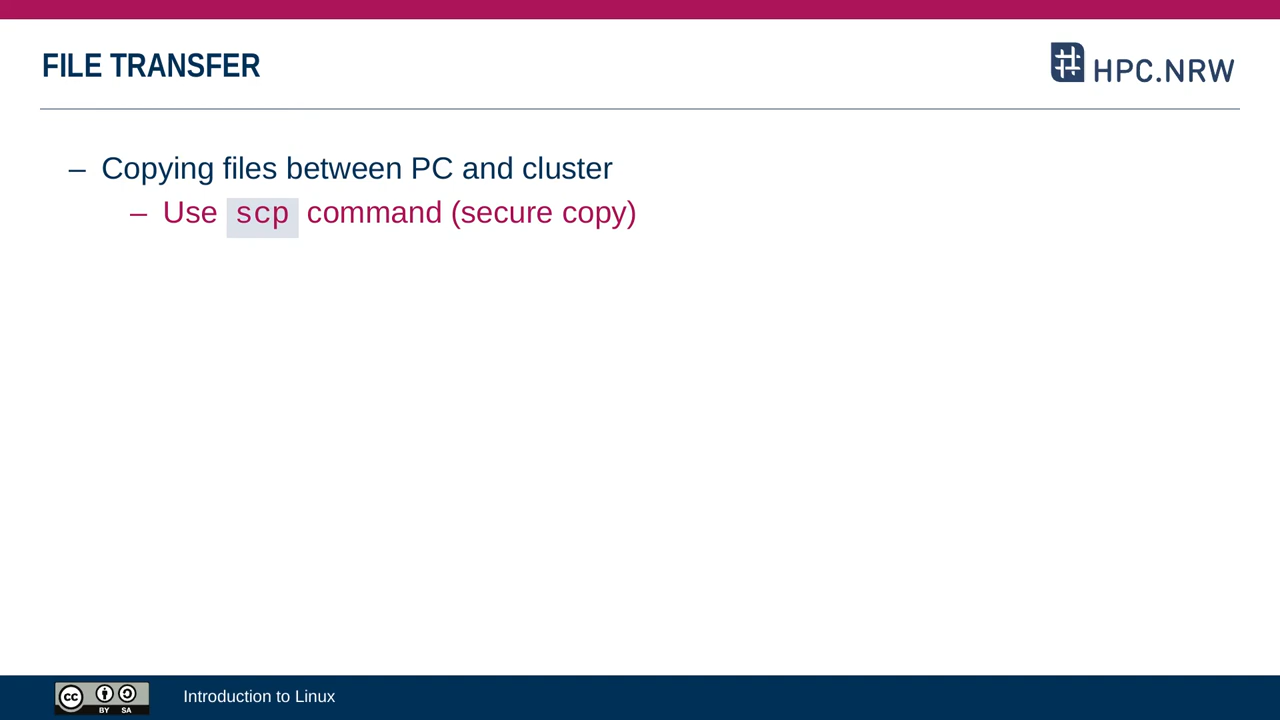 FILE TRANSFER
HPC.NRW
– Copying files between PC and cluster
– Use scp command (secure copy)
cc BY SA
Introduction to Linux